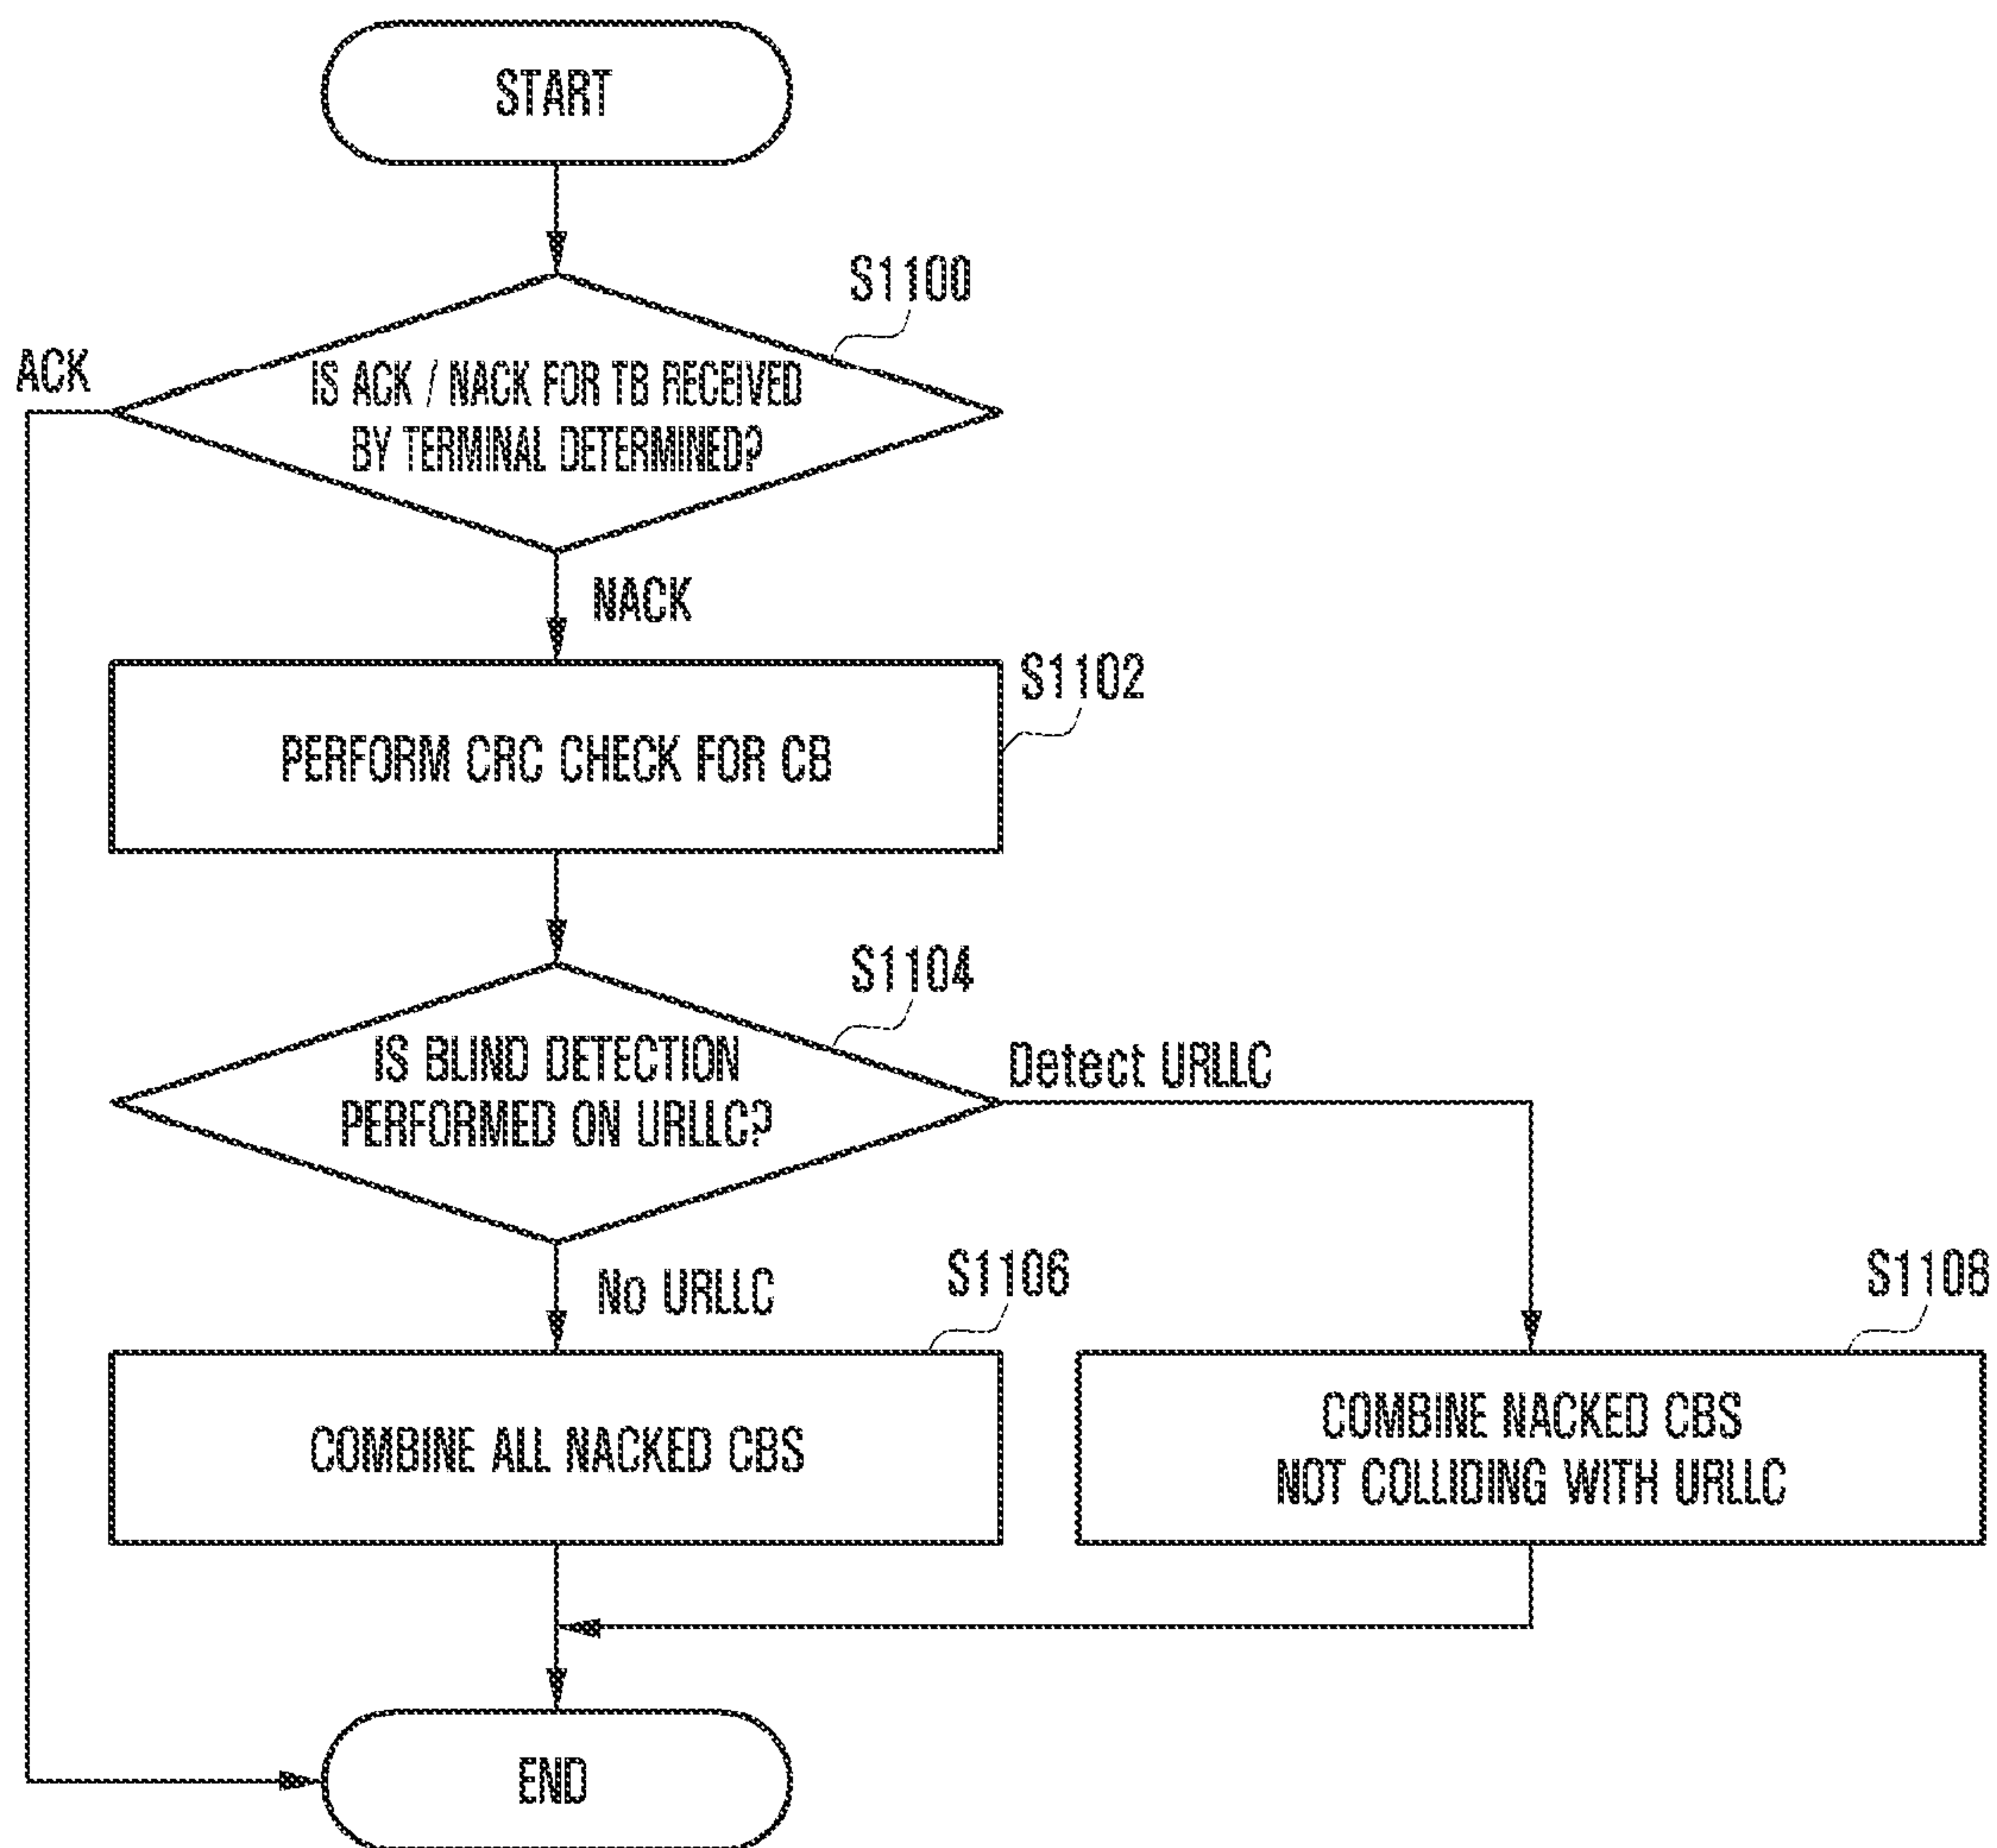 START
S1100
ACK
IS ACK / NACK FOR TB RECEIVED
BY TERMINAL DETERMINED?
NACK
S1102
PERFORM CRC CHECK FOR CB
S1104
IS BLIND DETECTION
PERFORMED ON URLLC?
Detect URLLC
No URLLC
S1106
S1108
COMBINE ALL NACKED CBS
COMBINE NACKED CBS
NOT COLLIDING WITH URLLC
END